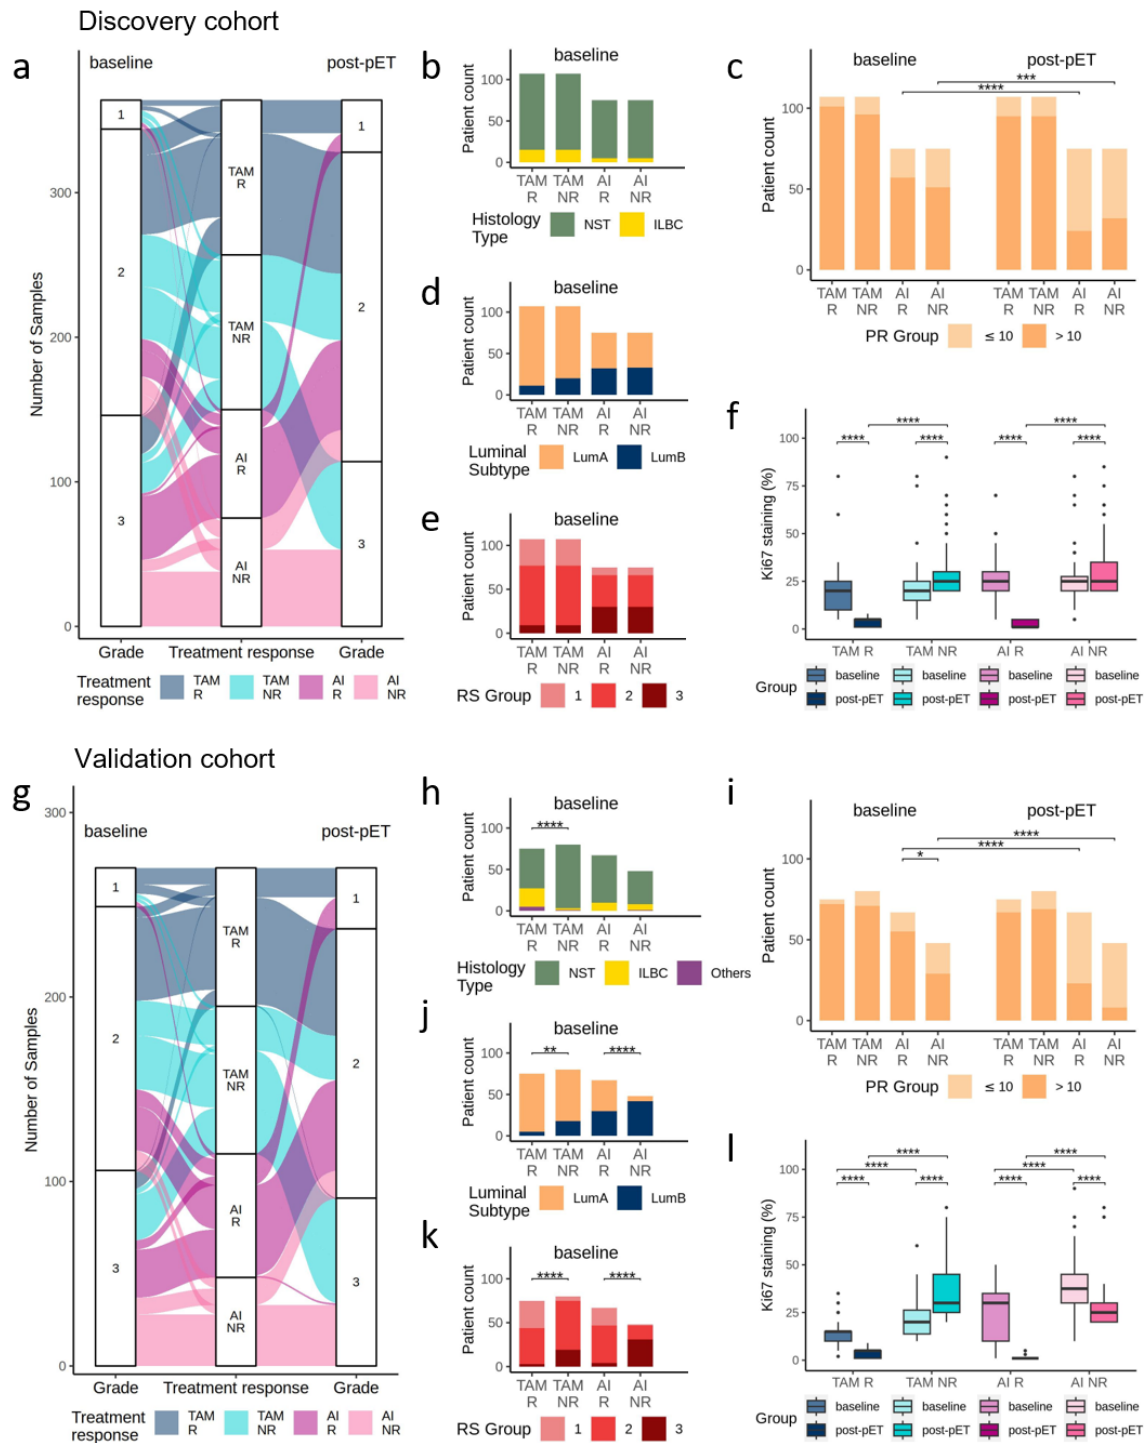 Discovery cohort
a
baseline
post-pET
Number of Samples
300
200
100
0
1
2
3
TAM
R
TAM
NR
AI
R
AI
NR
1
2
3
Grade
Treatment response
Grade
Treatment
response
TAM
R
TAM
NR
AI
R
AI
NR
b
baseline
Patient count
100
50
0
TAM
R
TAM
NR
AI
R
AI
NR
Histology
Type
NST
ILBC
c
baseline
post-pET
***
****
Patient count
100
50
0
TAM
R
TAM
NR
AI
R
AI
NR
TAM
R
TAM
NR
AI
R
AI
NR
PR Group
≤ 10
> 10
d
baseline
Patient count
100
50
0
TAM
R
TAM
NR
AI
R
AI
NR
Luminal
Subtype
LumA
LumB
e
baseline
Patient count
100
50
0
TAM
R
TAM
NR
AI
R
AI
NR
RS Group
1
2
3
f
Ki67 staining (%)
100
75
50
25
0
****
****
****
****
****
****
TAM R
TAM NR
AI R
AI NR
Group
baseline
baseline
baseline
baseline
post-pET
post-pET
post-pET
post-pET
Validation cohort
g
baseline
post-pET
Number of Samples
300
200
100
0
1
2
3
TAM
R
TAM
NR
AI
R
AI
NR
1
2
3
Grade
Treatment response
Grade
Treatment
response
TAM
R
TAM
NR
AI
R
AI
NR
h
baseline
****
Patient count
100
50
0
TAM
R
TAM
NR
AI
R
AI
NR
Histology
Type
NST
ILBC
Others
i
baseline
post-pET
****
****
*
Patient count
100
50
0
TAM
R
TAM
NR
AI
R
AI
NR
TAM
R
TAM
NR
AI
R
AI
NR
PR Group
≤ 10
> 10
j
baseline
**
****
Patient count
100
50
0
TAM
R
TAM
NR
AI
R
AI
NR
Luminal
Subtype
LumA
LumB
k
baseline
****
****
Patient count
100
50
0
TAM
R
TAM
NR
AI
R
AI
NR
RS Group
1
2
3
l
Ki67 staining (%)
100
75
50
25
0
****
****
****
****
****
****
****
****
TAM R
TAM NR
AI R
AI NR
Group
baseline
baseline
baseline
baseline
post-pET
post-pET
post-pET
post-pET